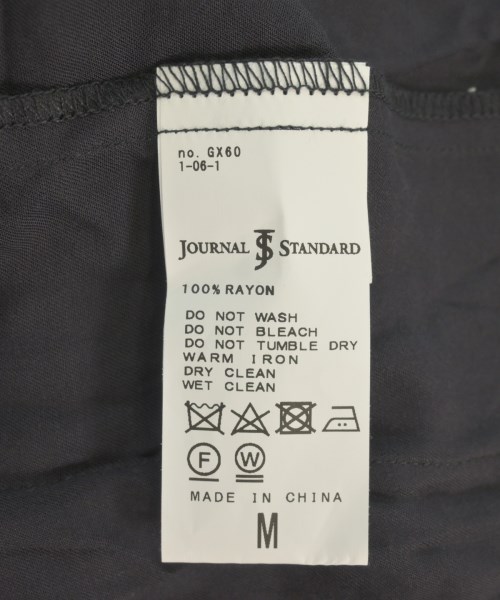 no. GX60
1-06-1
JOURNAL JS STANDARD
100% RAYON
DO NOT WASH
DO NOT BLEACH
DO NOT TUMBLE DRY
WARM IRON
DRY CLEAN
WET CLEAN
F W
MADE IN CHINA
M